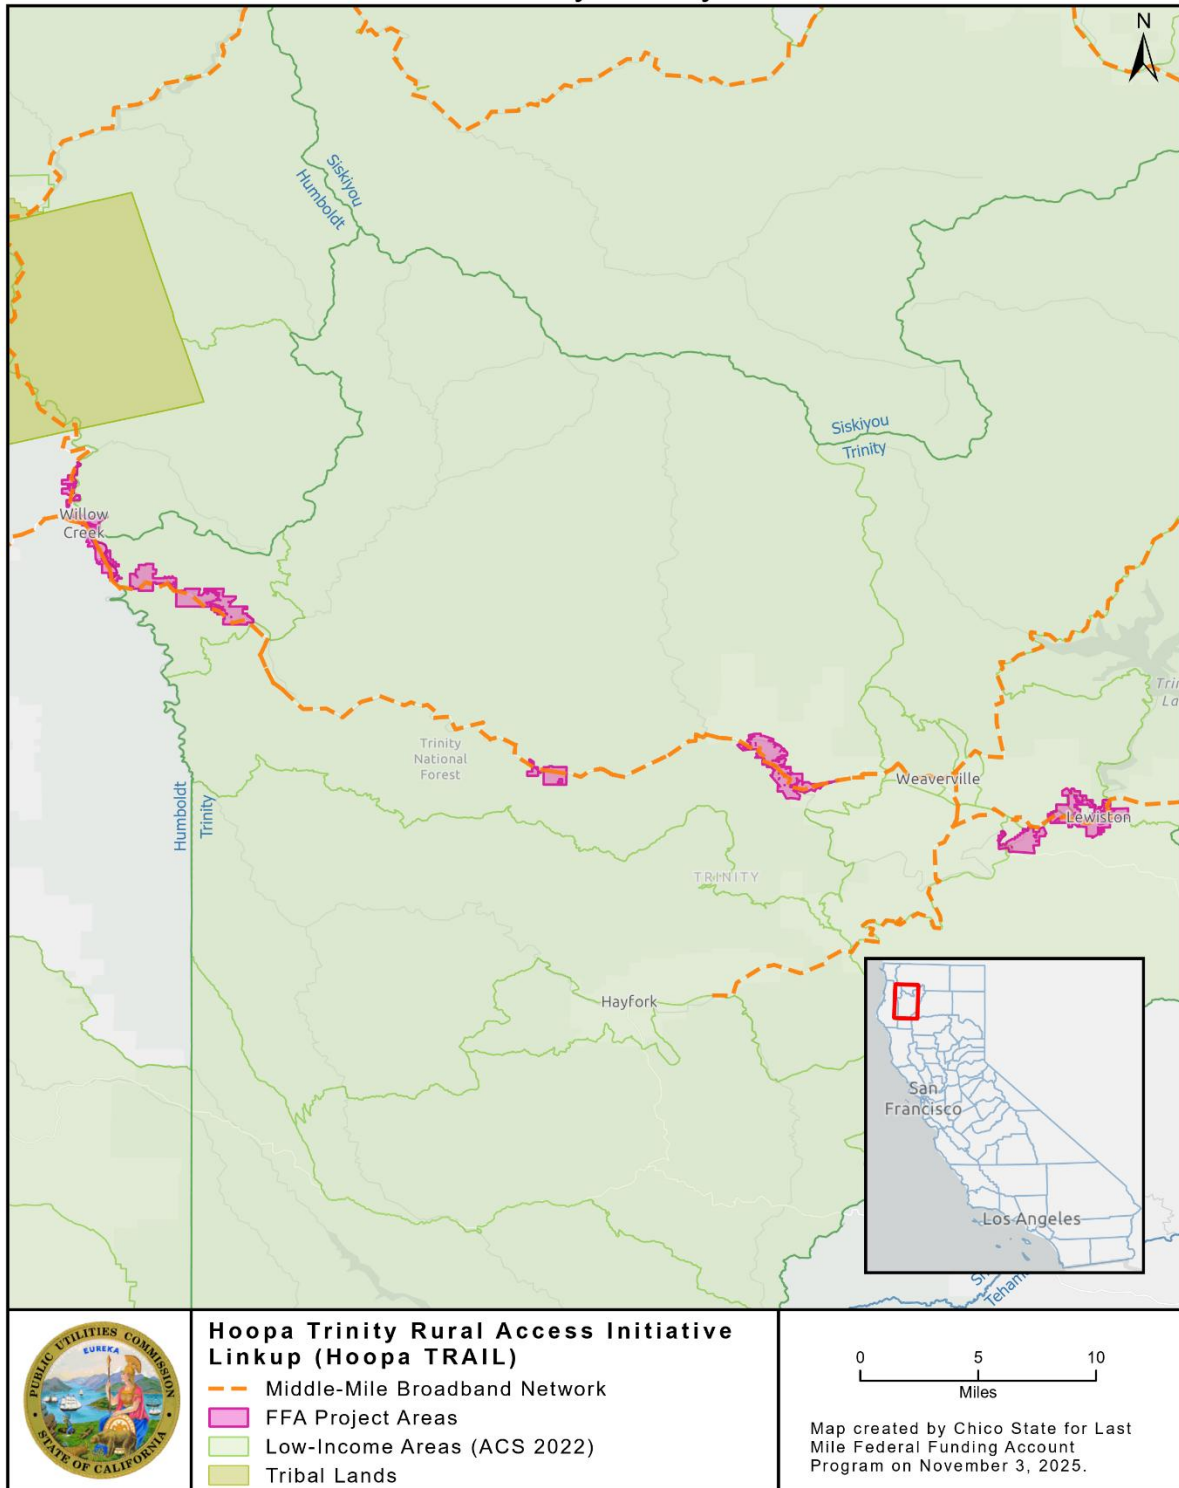 N
Siskiyou
Humboldt
Siskiyou
Trinity
Willow
Creek
Trinity
National
Forest
Weaverville
Lewiston
Humboldt
Trinity
TRINITY
Hayfork
San
Francisco
Los Angeles
PUBLIC UTILITIES COMMISSION
EUREKA
STATE OF CALIFORNIA
Hoopa Trinity Rural Access Initiative
Linkup (Hoopa TRAIL)
Middle-Mile Broadband Network
FFA Project Areas
Low-Income Areas (ACS 2022)
Tribal Lands
0 5 10
Miles
Map created by Chico State for Last
Mile Federal Funding Account
Program on November 3, 2025.